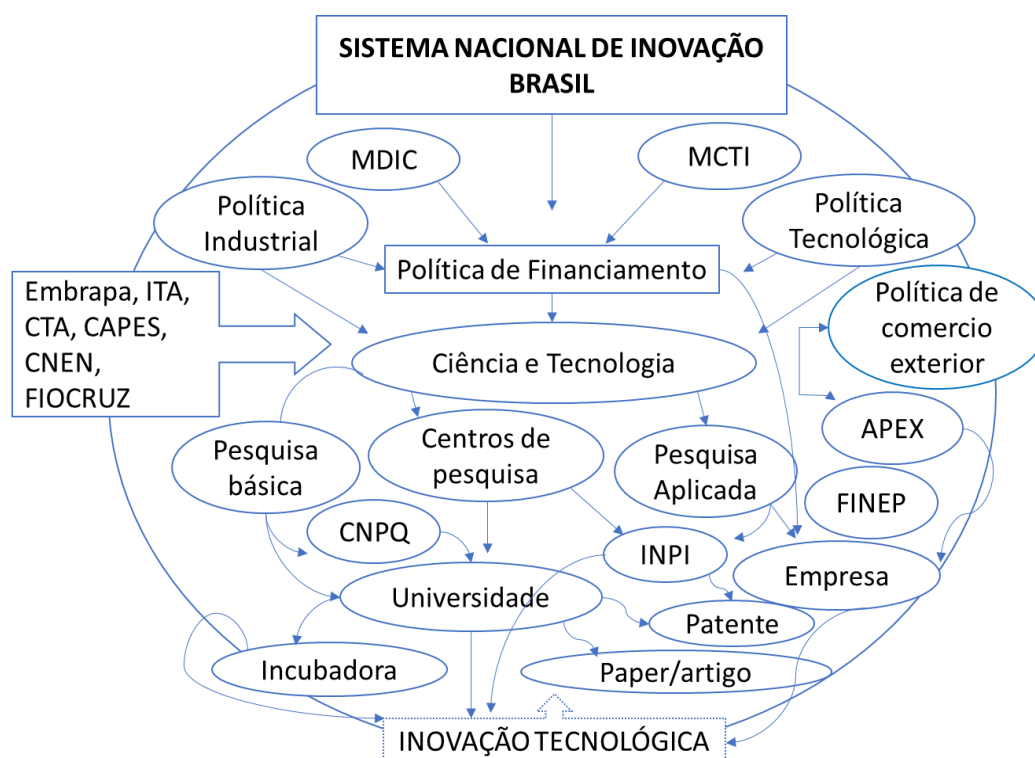 SISTEMA NACIONAL DE INOVAÇÃO
BRASIL
MDIC
MCTI
Política
Industrial
Política
Tecnológica
Política de Financiamento
Embrapa, ITA,
CTA, CAPES,
CNEN,
FIOCRUZ
Política de
comercio
exterior
Ciência e Tecnologia
APEX
Pesquisa
básica
Centros de
pesquisa
Pesquisa
Aplicada
FINEP
CNPQ
INPI
Empresa
Universidade
Patente
Incubadora
Paper/artigo
INOVAÇÃO TECNOLÓGICA